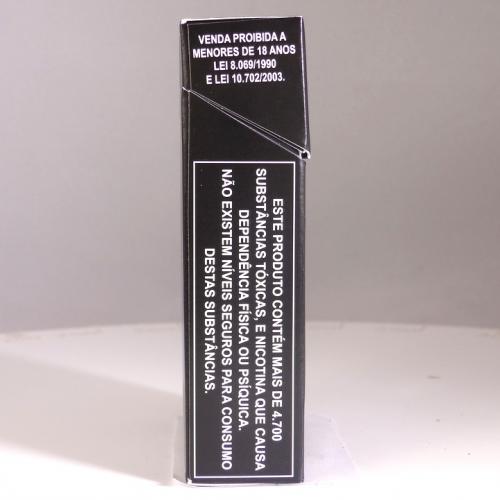 VENDA PROIBIDA A
MENORES DE 18 ANOS
LEI 8.069/1990
E LEI 10.702/2003.
ESTE PRODUTO CONTÉM MAIS DE 4.700
SUBSTÂNCIAS TÓXICAS, E NICOTINA QUE CAUSA
DEPENDÊNCIA FÍSICA OU PSÍQUICA.
NÃO EXISTEM NÍVEIS SEGUROS PARA CONSUMO
DESTAS SUBSTÂNCIAS.